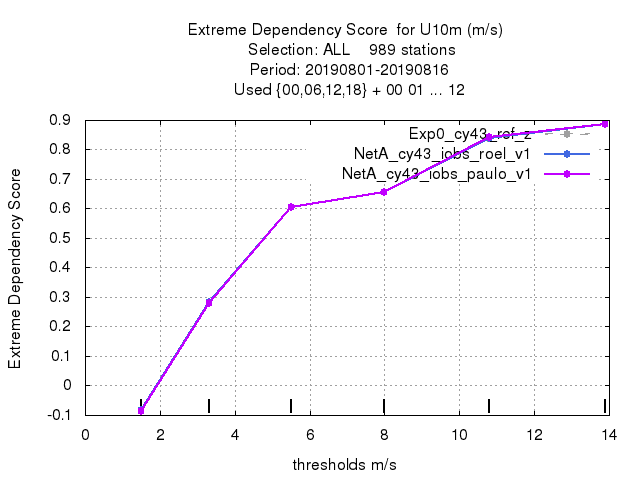 Extreme Dependency Score  for U10m (m/s)
Selection: ALL    989 stations
Period: 20190801-20190816
Used {00,06,12,18} + 00 01 ... 12
Exp0_cy43_ref_z
NetA_cy43_iobs_roel_v1
NetA_cy43_iobs_paulo_v1
Extreme Dependency Score
0.9
0.8
0.7
0.6
0.5
0.4
0.3
0.2
0.1
0
-0.1
0 2 4 6 8 10 12 14
thresholds m/s